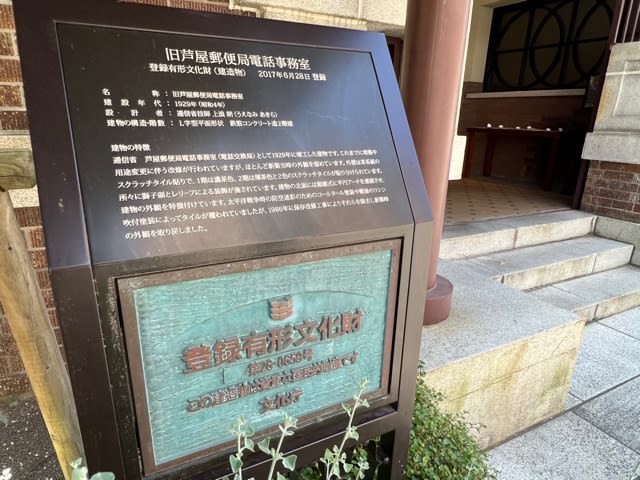 旧芦屋郵便局電話事務室
登録有形文化財（建造物） 2017年6月28日 登録
名称：旧芦屋郵便局電話事務室
建設年代：1929年（昭和4年）
設計者：逓信省技師 上浪 朗（うえなみ あきら）
建物の構造・階数：L字型平面形状 鉄筋コンクリート造2階建
建物の特徴
逓信省 芦屋郵便局電話事務室（電話交換局）として1929年に竣工した建物です。これまでに増築や
用途変更に伴う改修が行われていますが、ほとんど新築当時の外観を留めています。外壁は茶系統の
スクラッチタイル貼りで、1階は濃茶色、2階は薄茶色と2色のスクラッチタイルが貼り分けられています。
所々に獅子頭とレリーフによる装飾が施されています。建物の北面には側廊式に半円アーチを連続させ、
建物の外観を特徴付けています。太平洋戦争時の防空迷彩のためのコールタール塗装や戦後のリシン
吹付塗装によってタイルが覆われていましたが、1986年に保存改修工事によりそれらを除去し、新築時
の外観を取り戻しました。
登録有形文化財
第28-0658号
この建造物は貴重な国民的財産です
文化庁